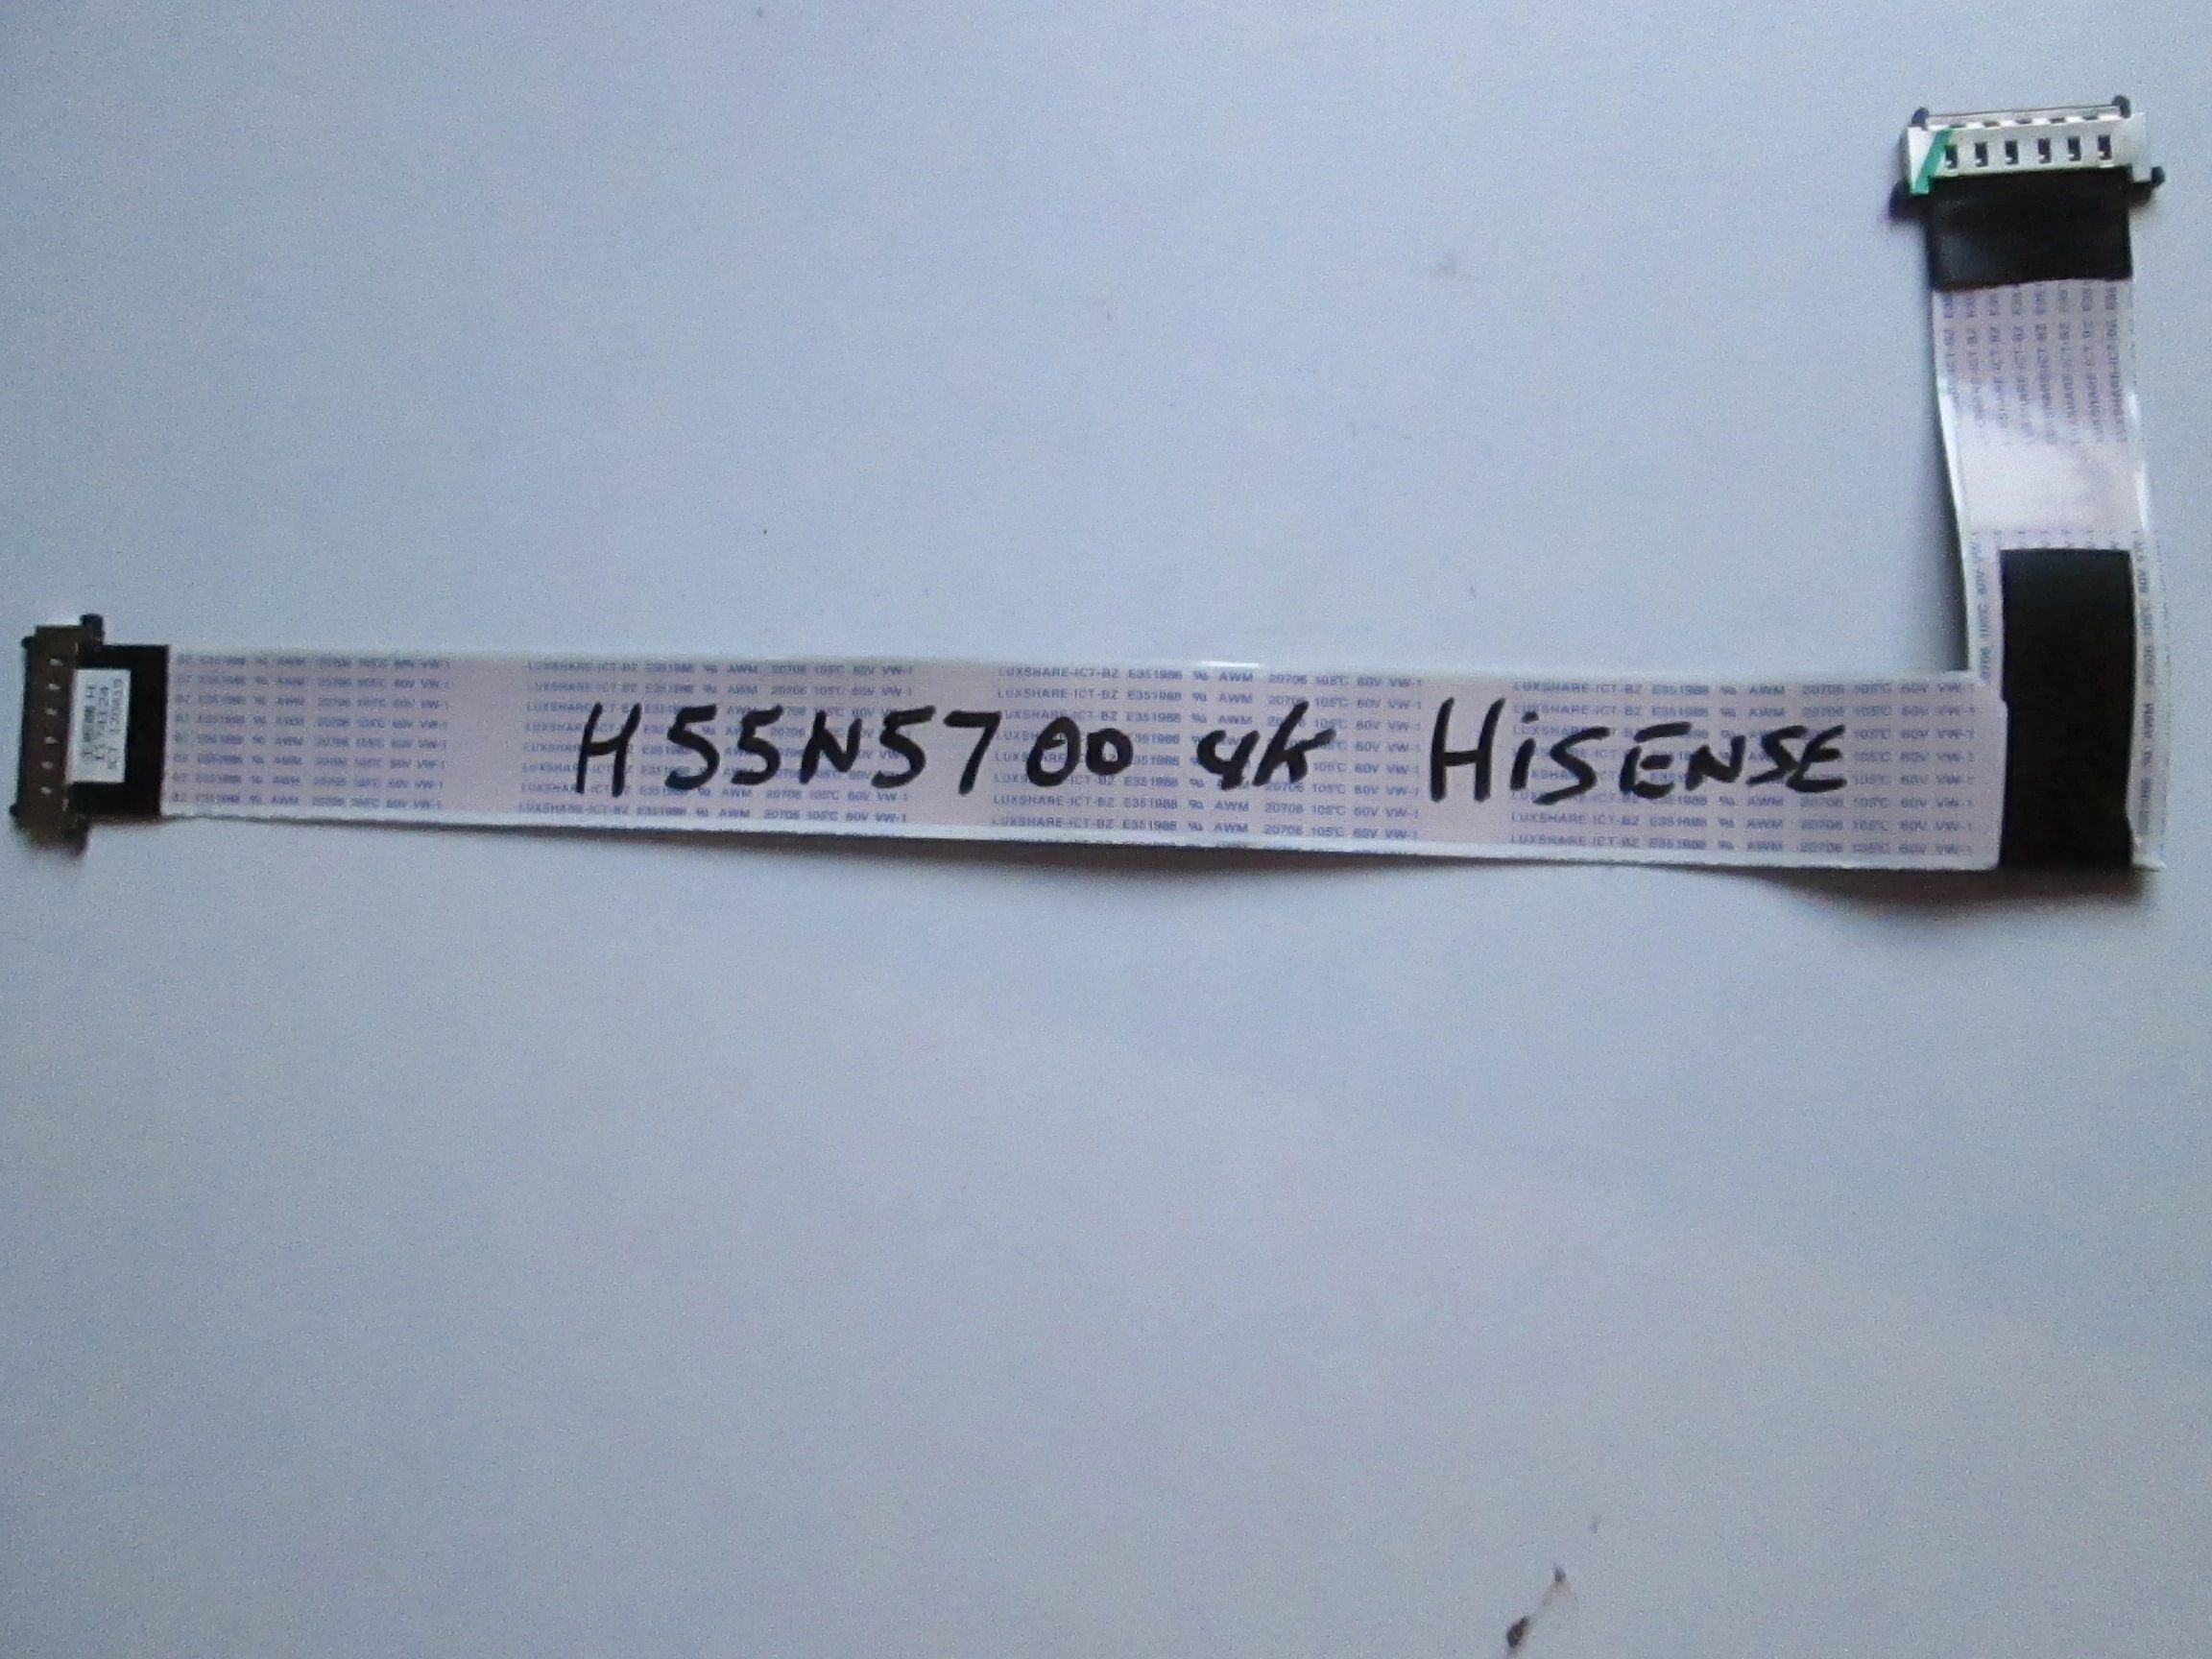 H55N5700 4K HiSENSE
LUXSHARE-ICT-BZ E351988 AWM 20706 105℃ 60V VW-1